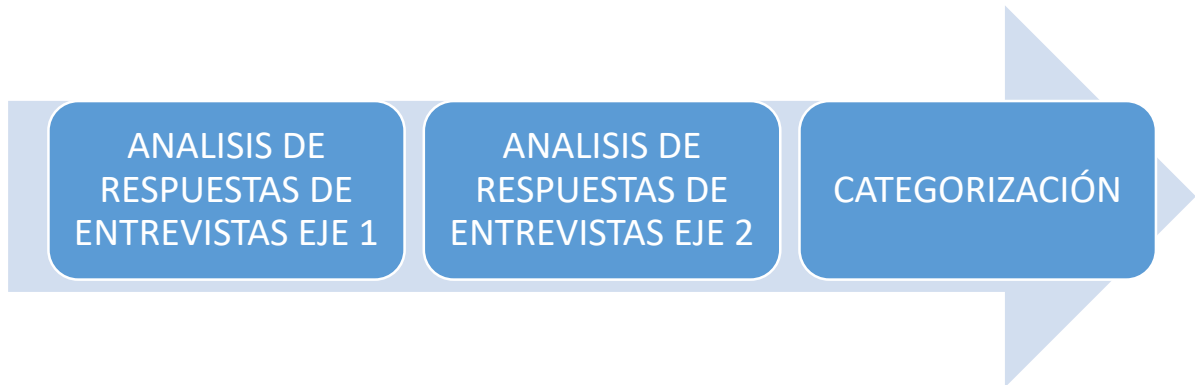 ANALISIS DE
RESPUESTAS DE
ENTREVISTAS EJE 1
ANALISIS DE
RESPUESTAS DE
ENTREVISTAS EJE 2
CATEGORIZACIÓN